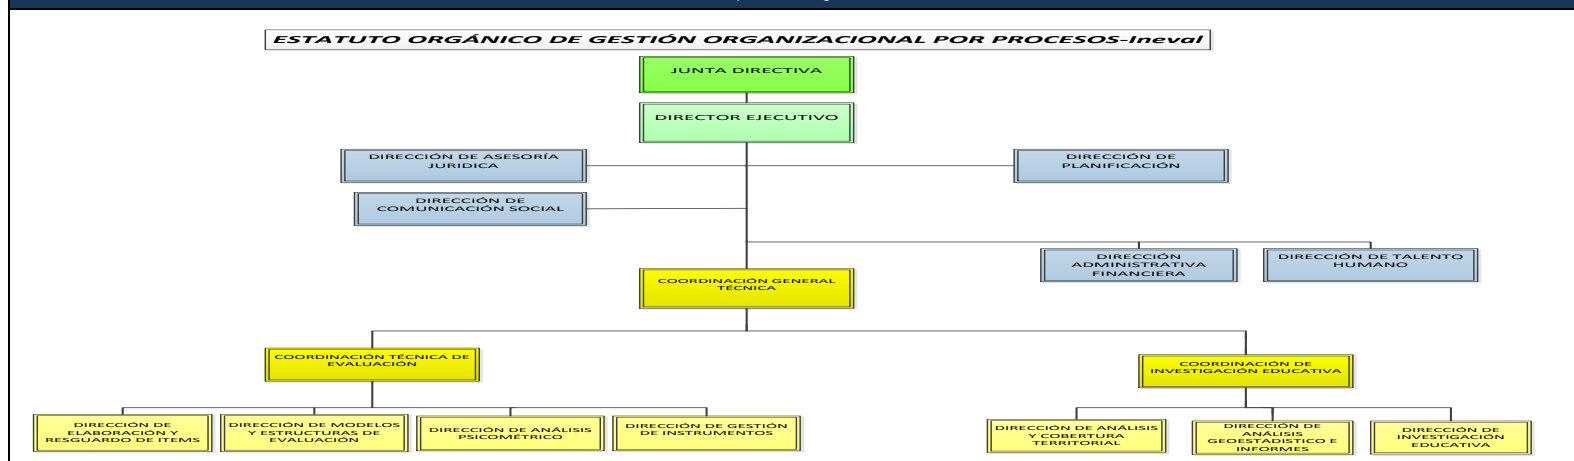 ESTATUTO ORGÁNICO DE GESTIÓN ORGANIZACIONAL POR PROCESOS-Ineval
JUNTA DIRECTIVA
DIRECTOR EJECUTIVO
DIRECCIÓN DE ASESORÍA
JURIDICA
DIRECCIÓN DE
PLANIFICACIÓN
DIRECCIÓN DE
COMUNICACIÓN SOCIAL
DIRECCIÓN
ADMINISTRATIVA
FINANCIERA
DIRECCIÓN DE TALENTO
HUMANO
COORDINACIÓN GENERAL
TÉCNICA
COORDINACIÓN TÉCNICA DE
EVALUACIÓN
COORDINACIÓN DE
INVESTIGACIÓN EDUCATIVA
DIRECCIÓN DE
ELABORACIÓN Y
RESGUARDO DE ITEMS
DIRECCIÓN DE MODELOS
Y ESTRUCTURAS DE
EVALUACIÓN
DIRECCIÓN DE ANÁLISIS
PSICOMÉTRICO
DIRECCIÓN DE GESTIÓN
DE INSTRUMENTOS
DIRECCIÓN DE ANÁLISIS
Y COBERTURA
TERRITORIAL
DIRECCIÓN DE
ANÁLISIS
GEOESTADISTICO E
INFORMES
DIRECCIÓN DE
INVESTIGACIÓN
EDUCATIVA